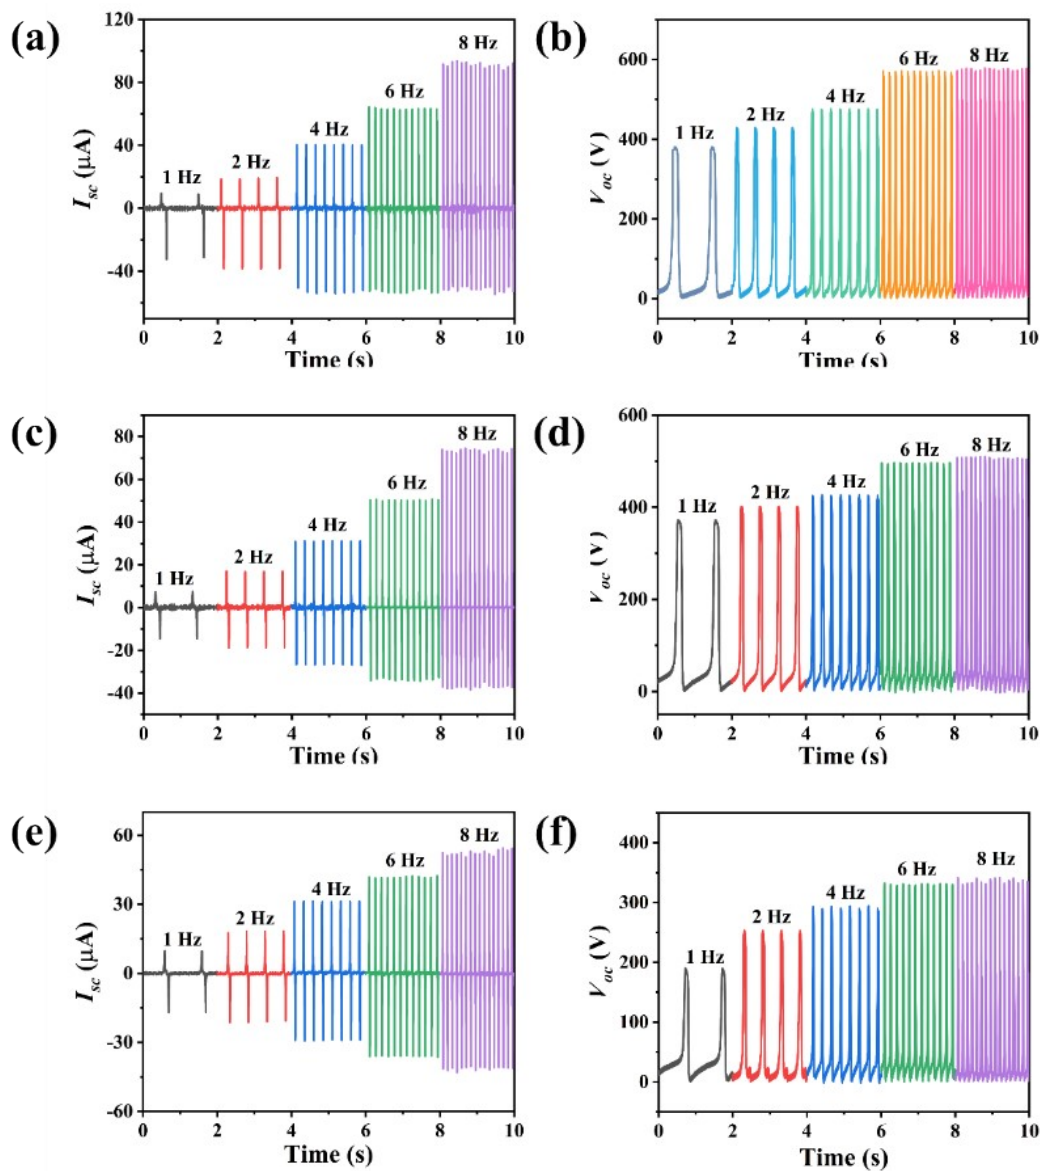 (a)
120
80
40
0
-40
I_sc (μA)
1 Hz
2 Hz
4 Hz
6 Hz
8 Hz
0 2 4 6 8 10
Time (s)
(b)
600
400
200
0
V_oc (V)
1 Hz
2 Hz
4 Hz
6 Hz
8 Hz
0 2 4 6 8 10
Time (s)
(c)
80
60
40
20
0
-20
-40
I_sc (μA)
1 Hz
2 Hz
4 Hz
6 Hz
8 Hz
0 2 4 6 8 10
Time (s)
(d)
600
400
200
0
V_oc (V)
1 Hz
2 Hz
4 Hz
6 Hz
8 Hz
0 2 4 6 8 10
Time (s)
(e)
60
30
0
-30
-60
I_sc (μA)
1 Hz
2 Hz
4 Hz
6 Hz
8 Hz
0 2 4 6 8 10
Time (s)
(f)
400
300
200
100
0
V_oc (V)
1 Hz
2 Hz
4 Hz
6 Hz
8 Hz
0 2 4 6 8 10
Time (s)